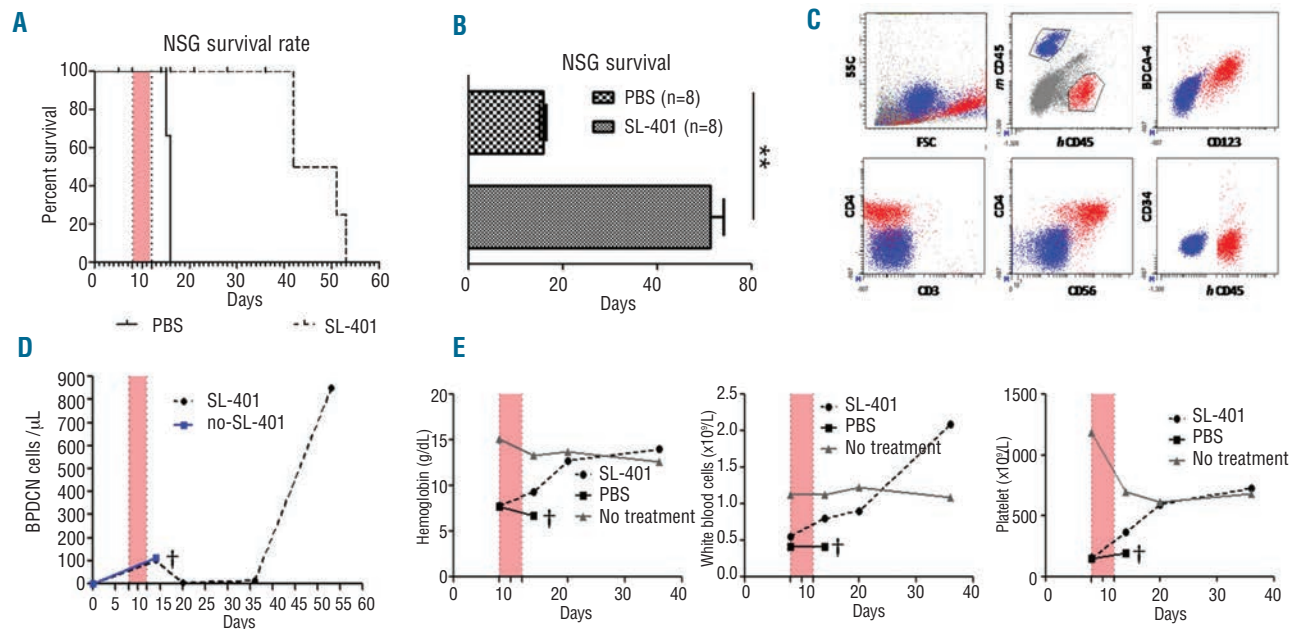 A
NSG survival rate
Percent survival
100
80
60
40
20
0
0 10 20 30 40 50 60
Days
PBS
SL-401
B
NSG survival
PBS (n=8)
SL-401 (n=8)
**
0 20 40 60 80
Days
C
SSC
FSC
mCD45
hCD45
BDCA-4
CD123
CD4
CD3
CD4
CD56
CD34
hCD45
D
BPDCN cells /µL
900
800
700
600
500
400
300
200
100
0
SL-401
no-SL-401
†
0 5 8 10 15 20 25 30 35 40 45 50 55 60
Days
E
Hemoglobin (g/dL)
20
15
10
5
0
SL-401
PBS
No treatment
†
0 10 20 30 40
Days
White blood cells (x10⁹/L)
2.5
2.0
1.5
1.0
0.5
0.0
SL-401
PBS
No treatment
†
0 10 20 30 40
Days
Platelet (x10⁹/L)
1500
1000
500
0
SL-401
PBS
No treatment
†
0 10 20 30 40
Days